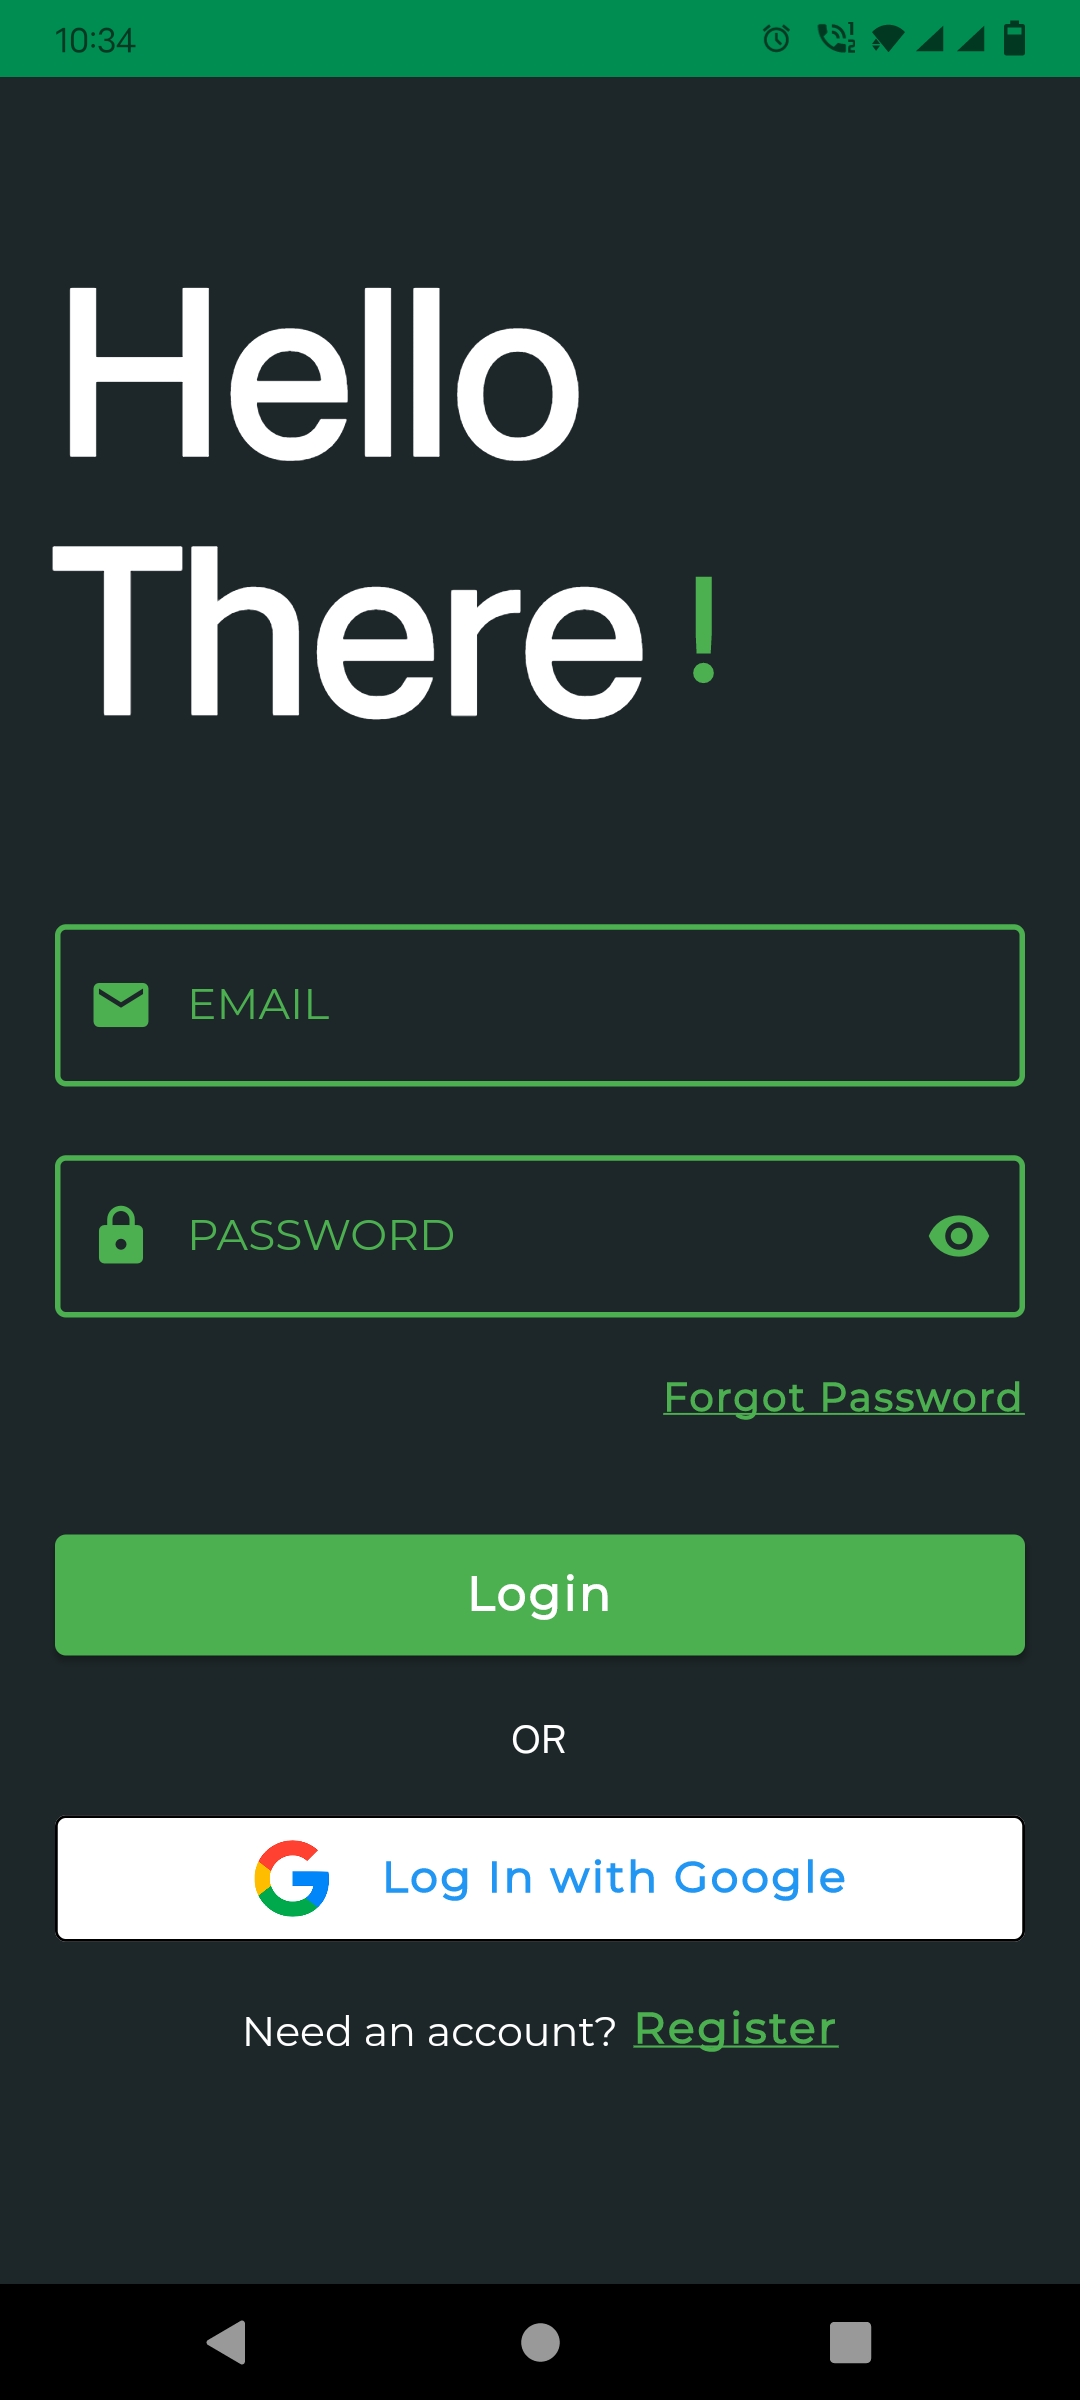 10:34
Hello
There !
EMAIL
PASSWORD
Forgot Password
Login
OR
Log In with Google
Need an account? Register